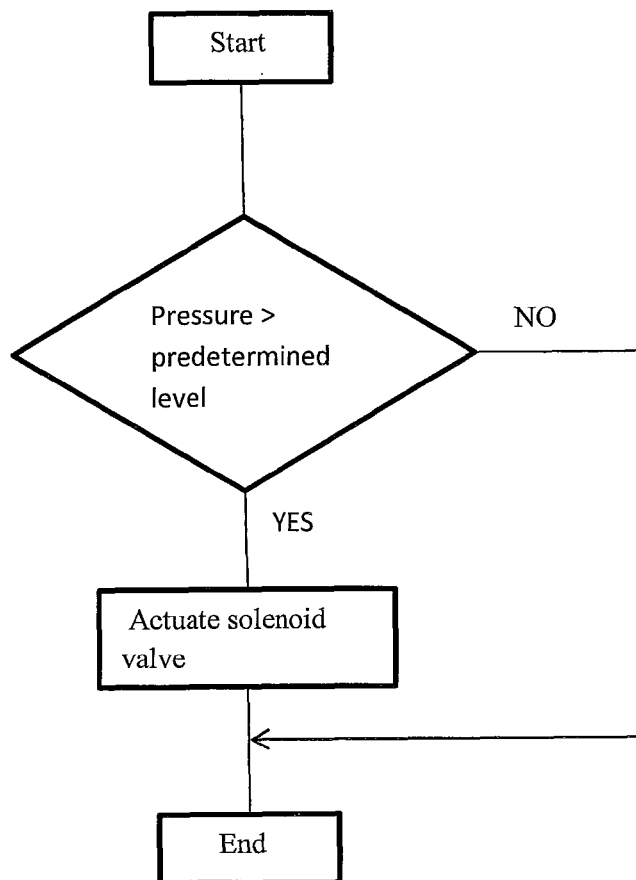 Start
Pressure >
predetermined
level
NO
YES
Actuate solenoid
valve
End